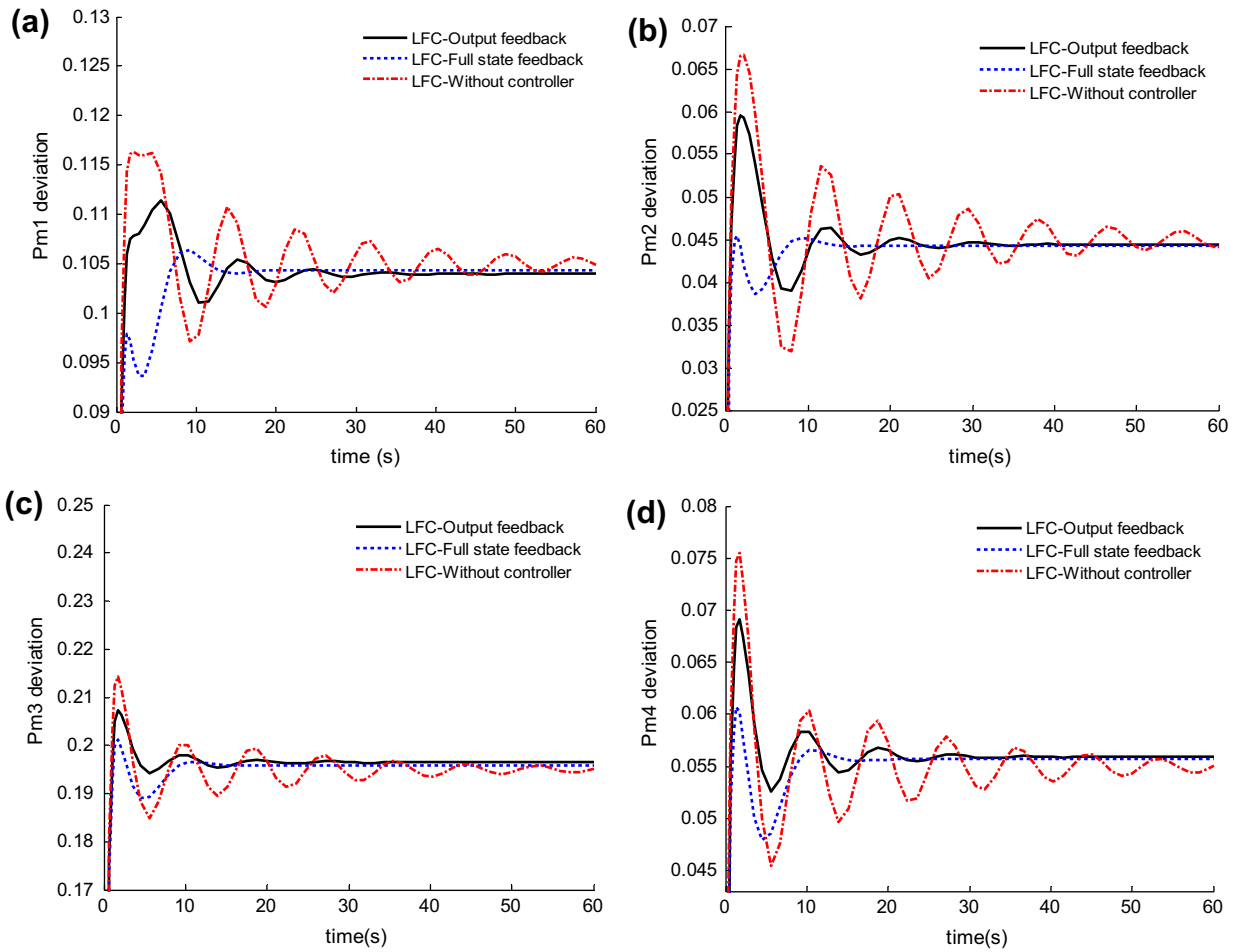 (a)
0.13
0.125
0.12
0.115
0.11
0.105
0.1
0.095
0.09
Pm1 deviation
LFC-Output feedback
LFC-Full state feedback
LFC-Without controller
0 10 20 30 40 50 60
time (s)
(b)
0.07
0.065
0.06
0.055
0.05
0.045
0.04
0.035
0.03
0.025
Pm2 deviation
LFC-Output feedback
LFC-Full state feedback
LFC-Without controller
0 10 20 30 40 50 60
time(s)
(c)
0.25
0.24
0.23
0.22
0.21
0.2
0.19
0.18
0.17
Pm3 deviation
LFC-Output feedback
LFC-Full state feedback
LFC-Without controller
0 10 20 30 40 50 60
time(s)
(d)
0.08
0.075
0.07
0.065
0.06
0.055
0.05
0.045
Pm4 deviation
LFC-Output feedback
LFC-Full state feedback
LFC-Without controller
0 10 20 30 40 50 60
time(s)